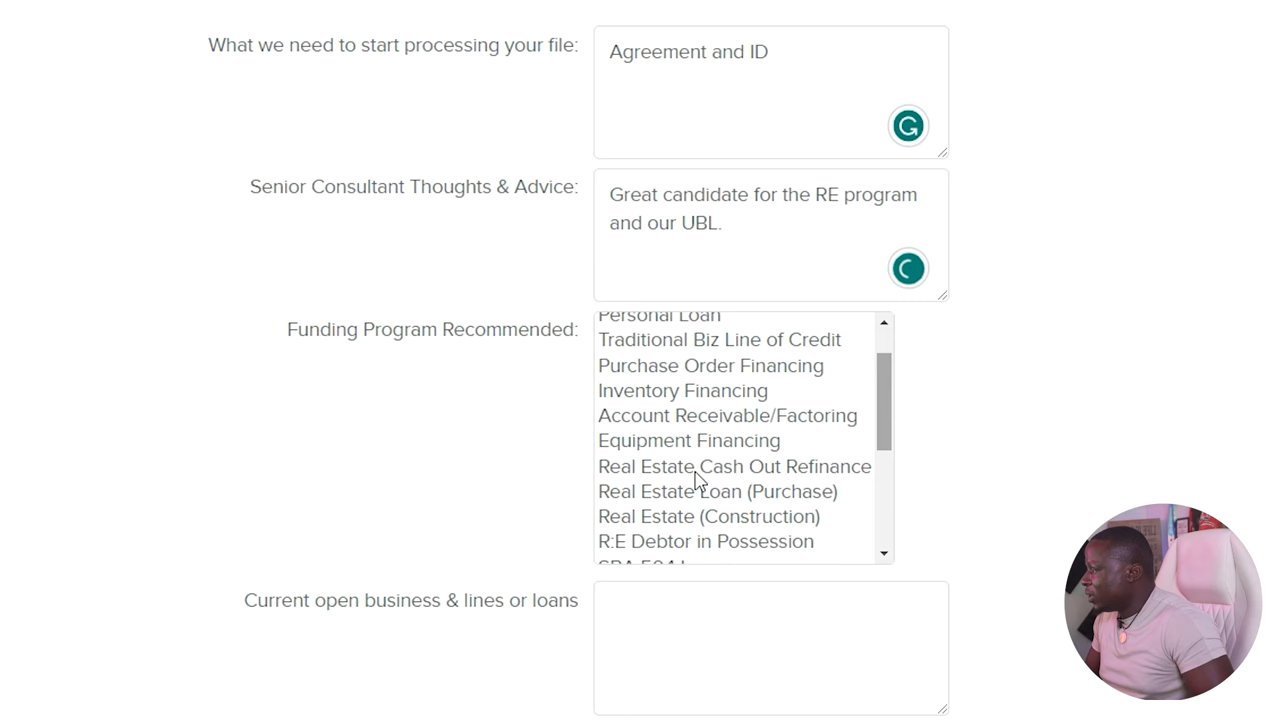 What we need to start processing your file:
Agreement and ID
Senior Consultant Thoughts & Advice:
Great candidate for the RE program
and our UBL.
Funding Program Recommended:
Personal Loan
Traditional Biz Line of Credit
Purchase Order Financing
Inventory Financing
Account Receivable/Factoring
Equipment Financing
Real Estate Cash Out Refinance
Real Estate Loan (Purchase)
Real Estate (Construction)
R:E Debtor in Possession
Current open business & lines or loans